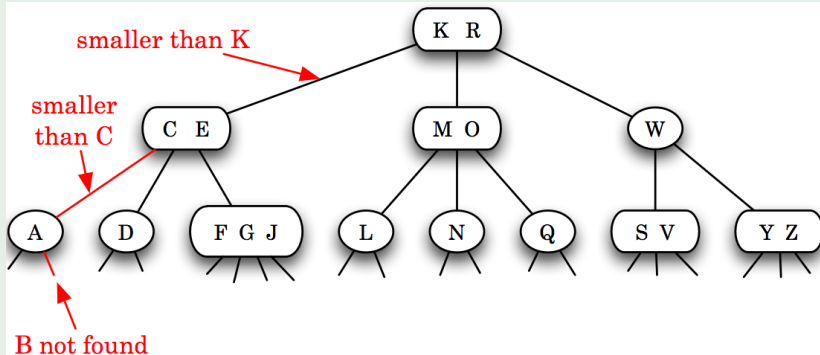 K R
smaller than K
smaller
than C
C E
M O
W
A
D
F G J
L
N
Q
S V
Y Z
B not found